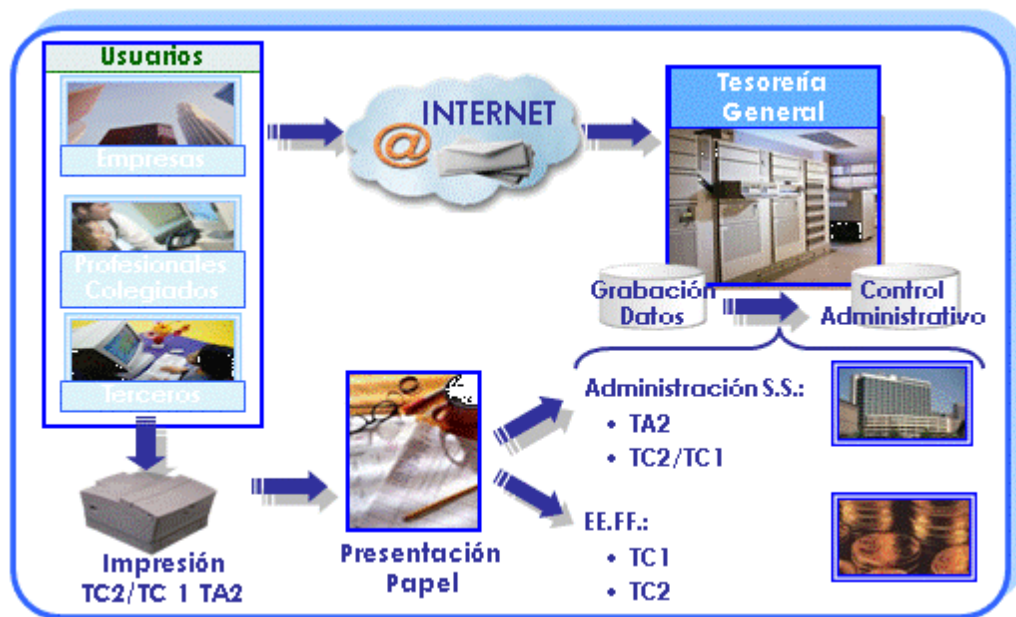 Usuarios
Empresas
Profesionales
Colegiados
Terceros
INTERNET
@
Tesorería
General
Grabación
Datos
Control
Administrativo
Administración S.S.:
• TA2
• TC2/TC1
EE.FF.:
• TC1
• TC2
Impresión
TC2/TC 1 TA2
Presentación
Papel